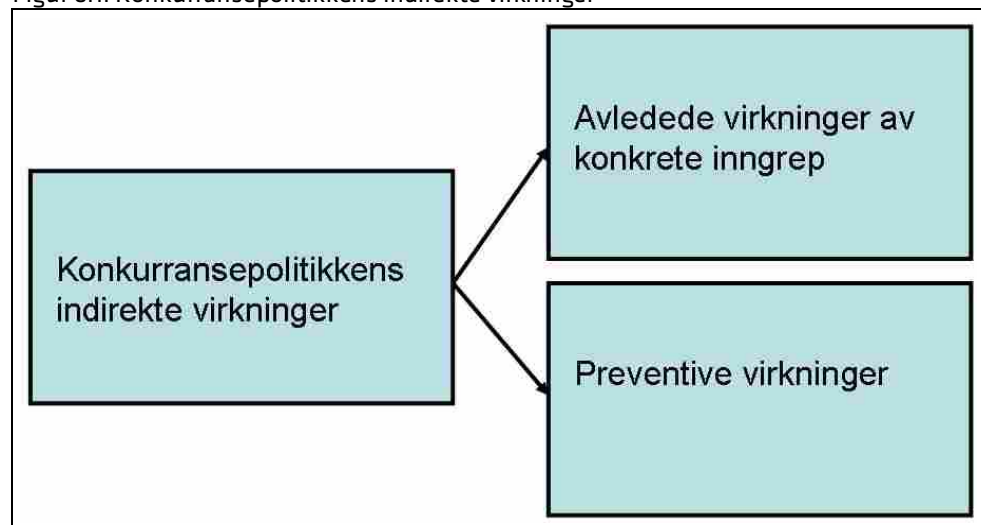 Konkurransepolitikkens
indirekte virkninger
Avledede virkninger av
konkrete inngrep
Preventive virkninger